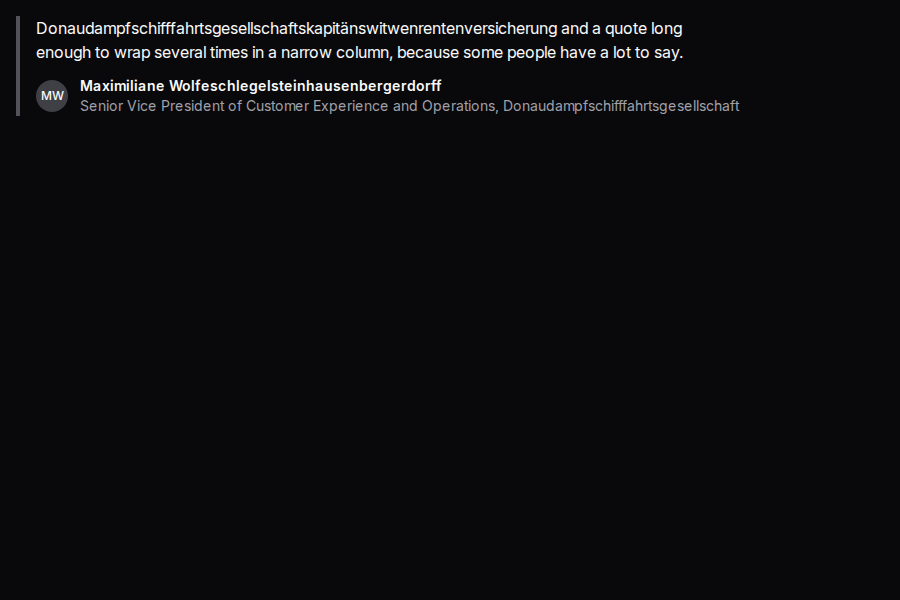 Donaudampfschifffahrtsgesellschaftskapitänswitwenrentenversicherung and a quote long
enough to wrap several times in a narrow column, because some people have a lot to say.
MW
Maximiliane Wolfeschlegelsteinhausenbergerdorff
Senior Vice President of Customer Experience and Operations, Donaudampfschifffahrtsgesellschaft